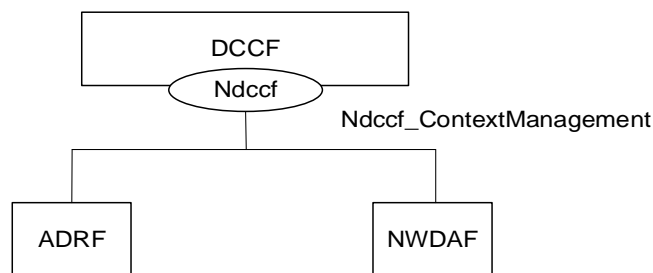 DCCF
Ndccf
Ndccf_ContextManagement
ADRF
NWDAF